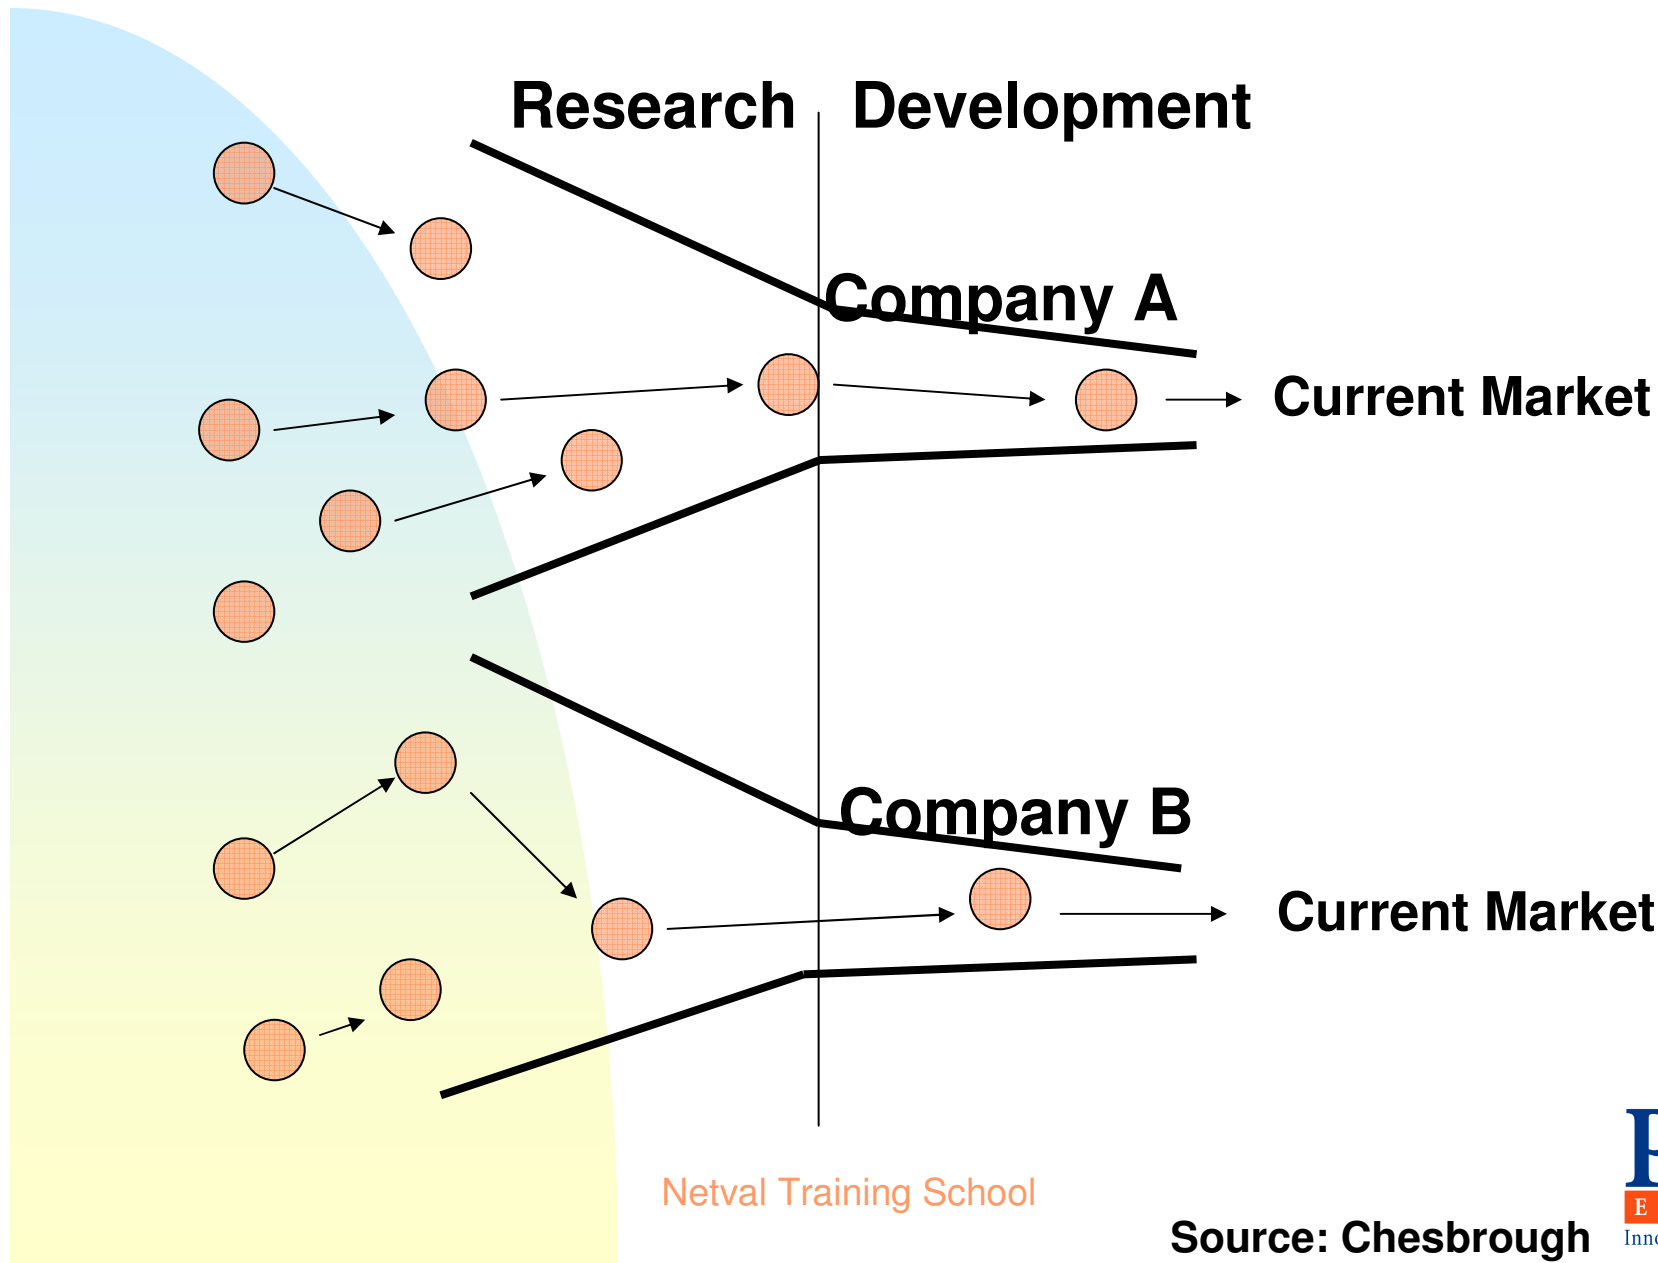 Research Development
Company A
Current Market
Company B
Current Market
Netval Training School
Source: Chesbrough
E